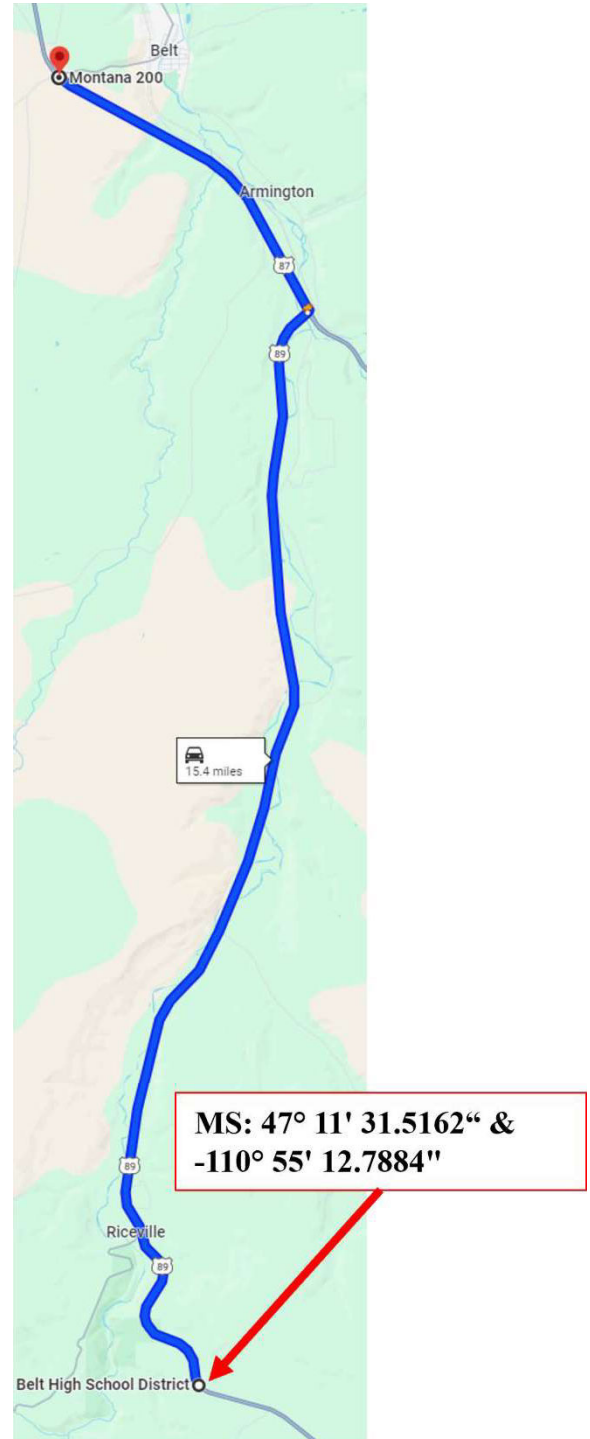 Belt
Montana 200
Armington
87
89
15.4 miles
MS: 47° 11' 31.5162“ &
-110° 55' 12.7884"
89
Riceville
89
Belt High School District